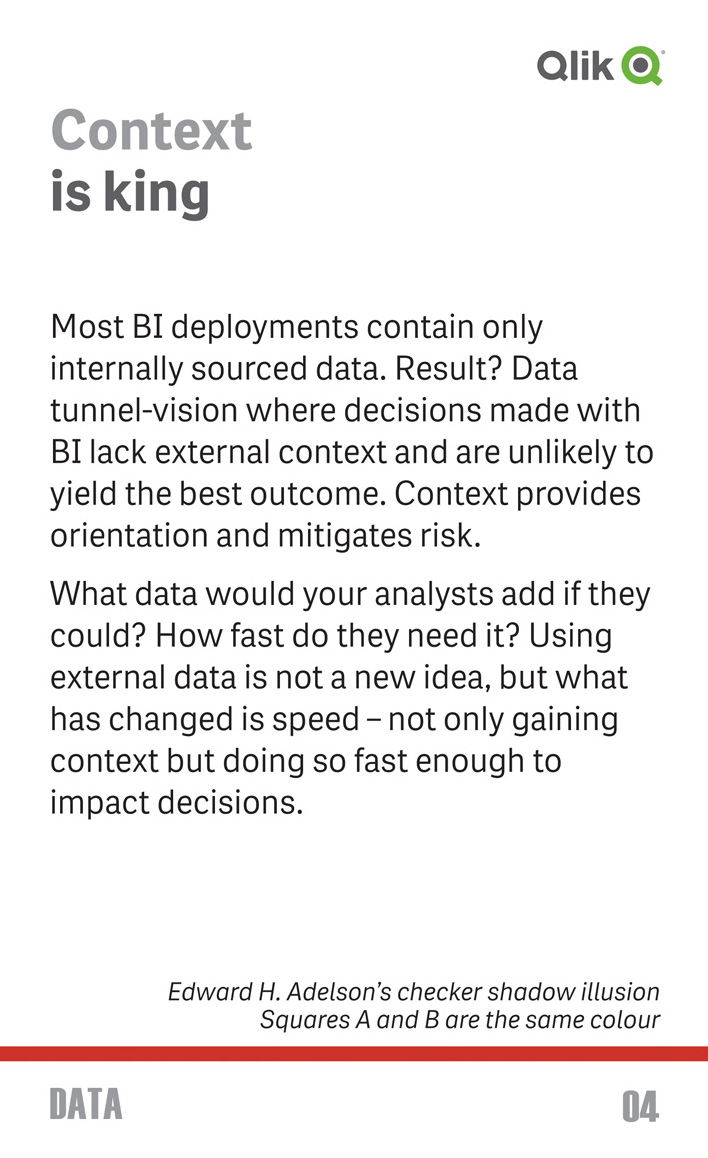 Qlik
Context
is king
Most BI deployments contain only
internally sourced data. Result? Data
tunnel-vision where decisions made with
BI lack external context and are unlikely to
yield the best outcome. Context provides
orientation and mitigates risk.
What data would your analysts add if they
could? How fast do they need it? Using
external data is not a new idea, but what
has changed is speed – not only gaining
context but doing so fast enough to
impact decisions.
Edward H. Adelson’s checker shadow illusion
Squares A and B are the same colour
DATA
04